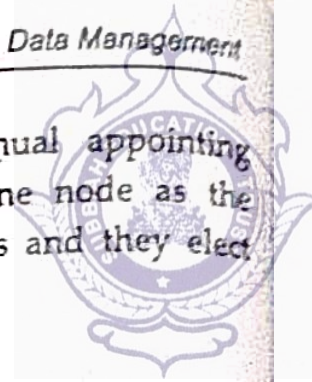 Data Management
nual appointing
ne node as the
s and they elect